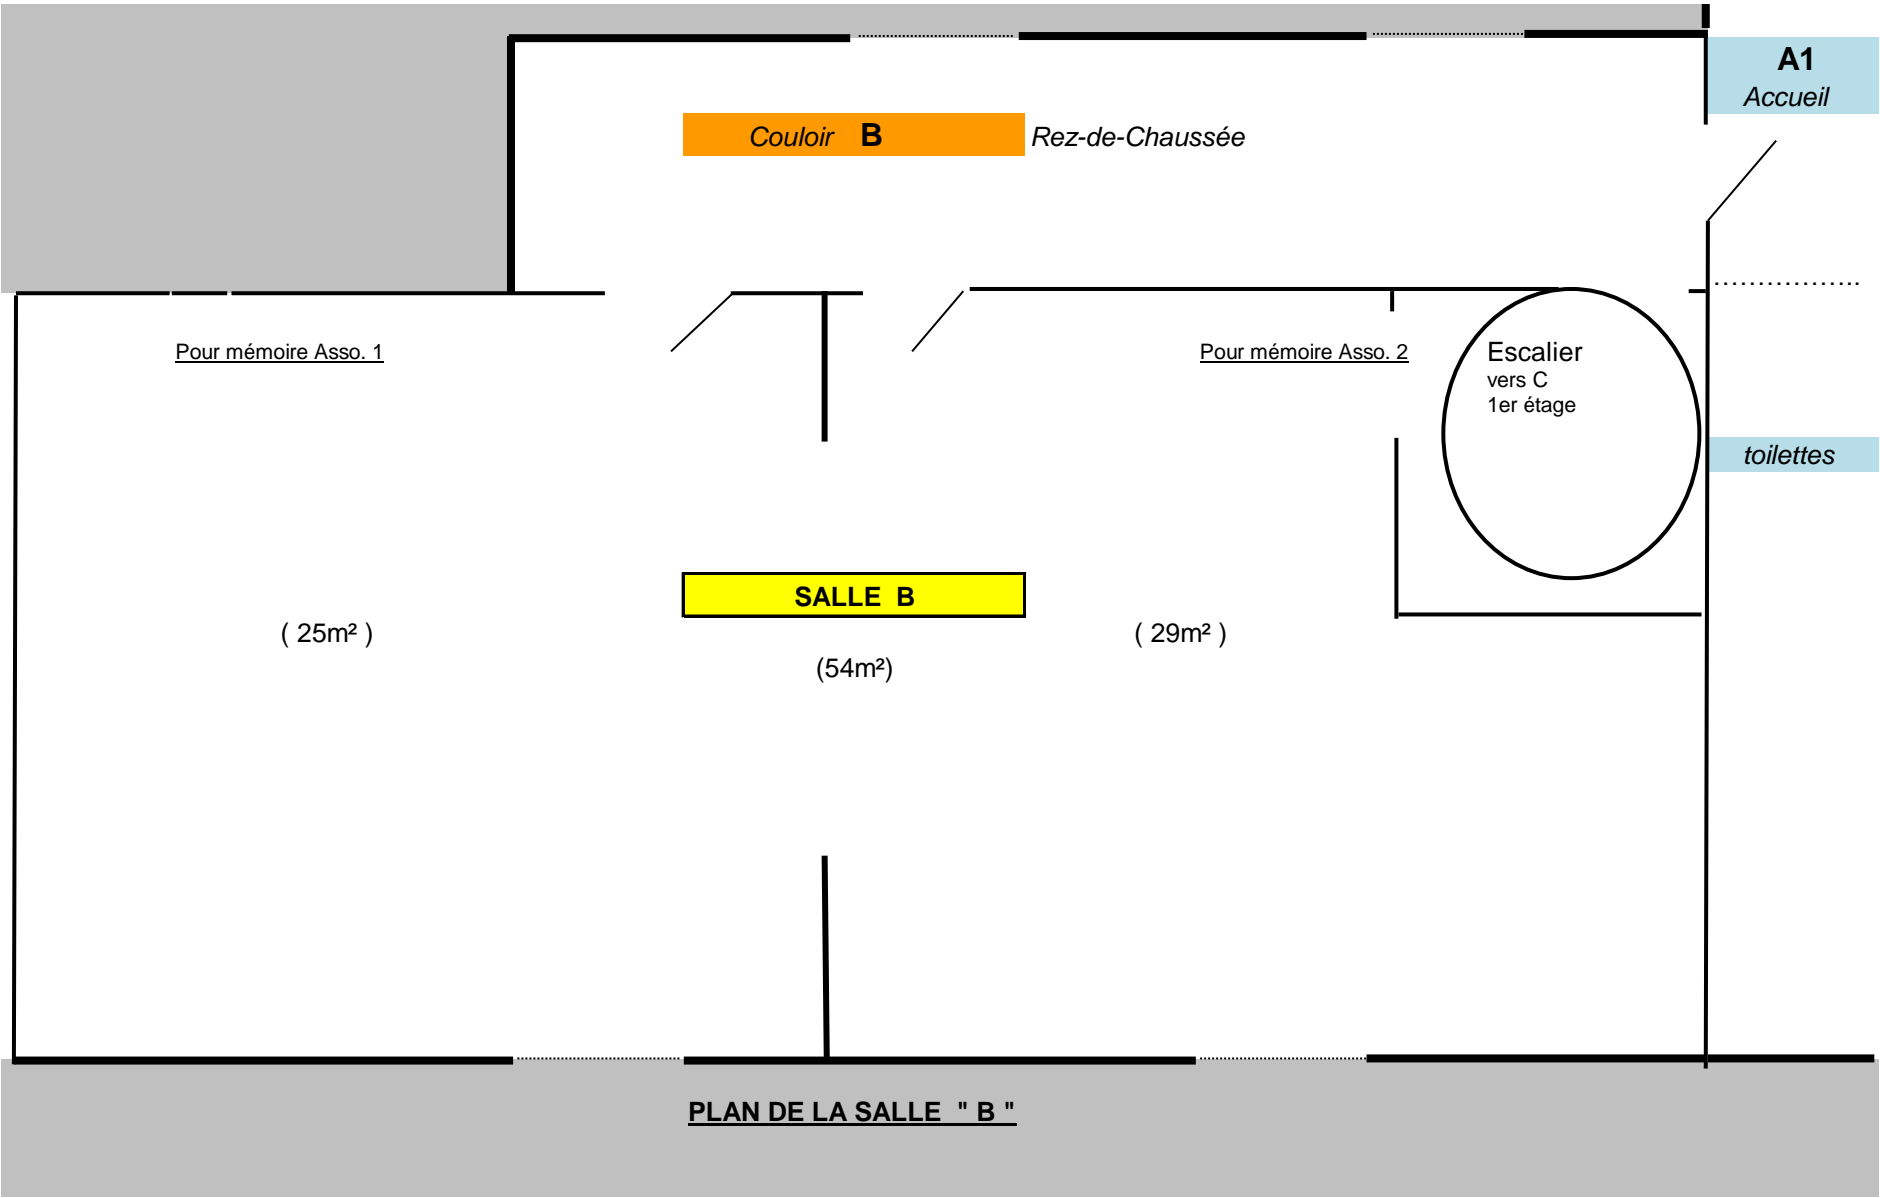 A1
Accueil
Couloir B Rez-de-Chaussée
Pour mémoire Asso. 1
Pour mémoire Asso. 2
Escalier
vers C
1er étage
toilettes
SALLE B
( 25m² )
( 29m² )
(54m²)
PLAN DE LA SALLE " B "